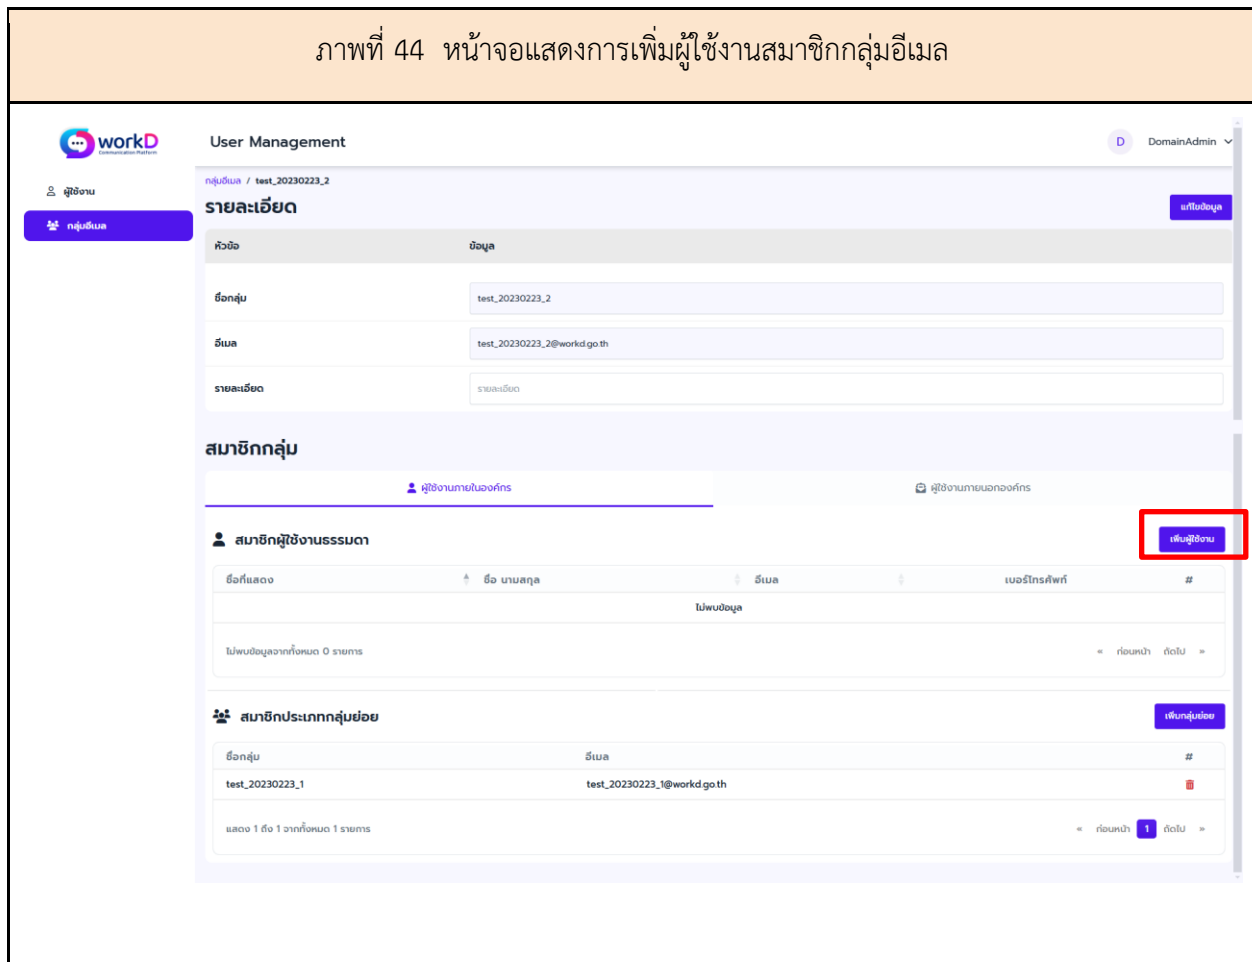 ภาพที่ 44 หน้าจอแสดงการเพิ่มผู้ใช้งานสมาชิกกลุ่มอีเมล
workD
Communication Platform
User Management
D DomainAdmin
ผู้ใช้งาน
กลุ่มอีเมล
กลุ่มอีเมล / test_20230223_2
รายละเอียด
แก้ไขข้อมูล
หัวข้อ ข้อมูล
ชื่อกลุ่ม test_20230223_2
อีเมล test_20230223_2@workd.go.th
รายละเอียด รายละเอียด
สมาชิกกลุ่ม
ผู้ใช้งานภายในองค์กร ผู้ใช้งานภายนอกองค์กร
สมาชิกผู้ใช้งานธรรมดา เพิ่มผู้ใช้งาน
ชื่อที่แสดง ชื่อ นามสกุล อีเมล เบอร์โทรศัพท์ #
ไม่พบข้อมูล
ไม่พบข้อมูลจากทั้งหมด 0 รายการ « ก่อนหน้า ถัดไป »
สมาชิกประเภทกลุ่มย่อย เพิ่มกลุ่มย่อย
ชื่อกลุ่ม อีเมล #
test_20230223_1 test_20230223_1@workd.go.th
แสดง 1 ถึง 1 จากทั้งหมด 1 รายการ « ก่อนหน้า 1 ถัดไป »